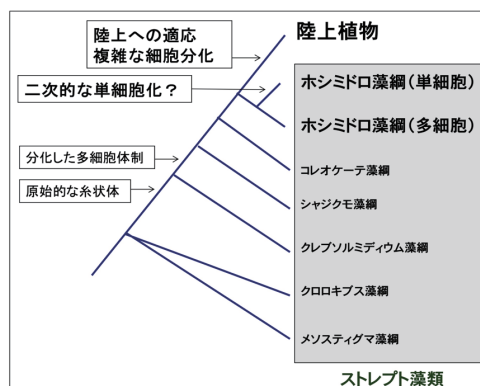 陸上への適応
複雑な細胞分化
陸上植物
二次的な単細胞化？
ホシミドロ藻綱(単細胞)
ホシミドロ藻綱(多細胞)
分化した多細胞体制
コレオケーテ藻綱
原始的な糸状体
シャジクモ藻綱
クレブソルミディウム藻綱
クロロキブス藻綱
メソスティグマ藻綱
ストレプト藻類